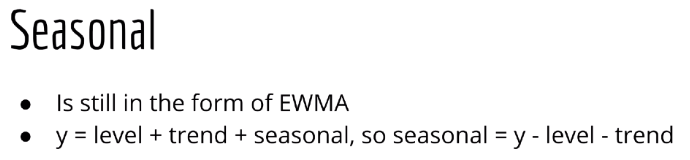 Seasonal
● Is still in the form of EWMA
● y = level + trend + seasonal, so seasonal = y - level - trend